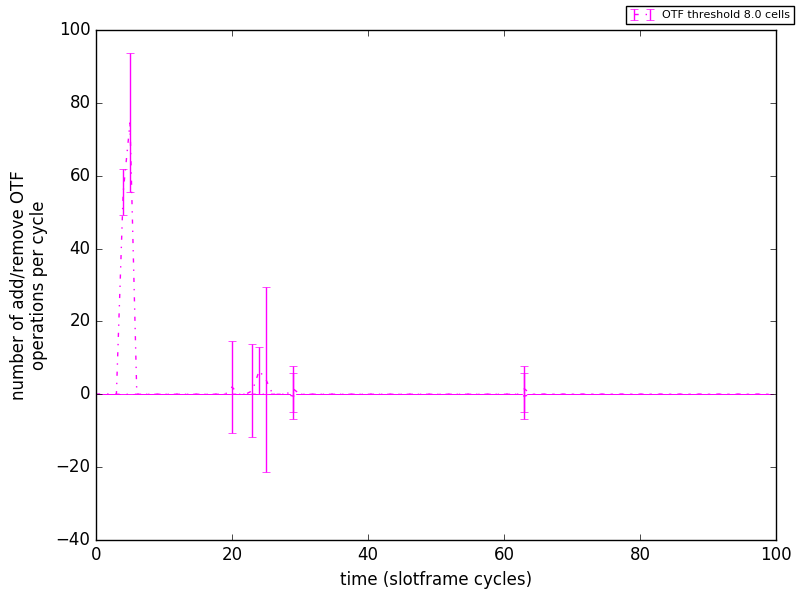 OTF threshold 8.0 cells
100
80
60
40
20
0
−20
−40
number of add/remove OTF
operations per cycle
0 20 40 60 80 100
time (slotframe cycles)